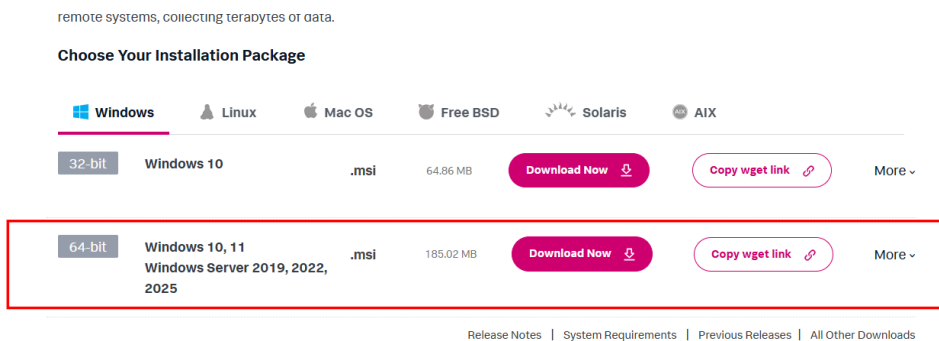 remote systems, collecting terabytes of data.
Choose Your Installation Package
Windows Linux Mac OS Free BSD Solaris AIX AIX
32-bit Windows 10 .msi 64.86 MB Download Now Copy wget link More
64-bit Windows 10, 11 .msi 185.02 MB Download Now Copy wget link More
Windows Server 2019, 2022,
2025
Release Notes | System Requirements | Previous Releases | All Other Downloads